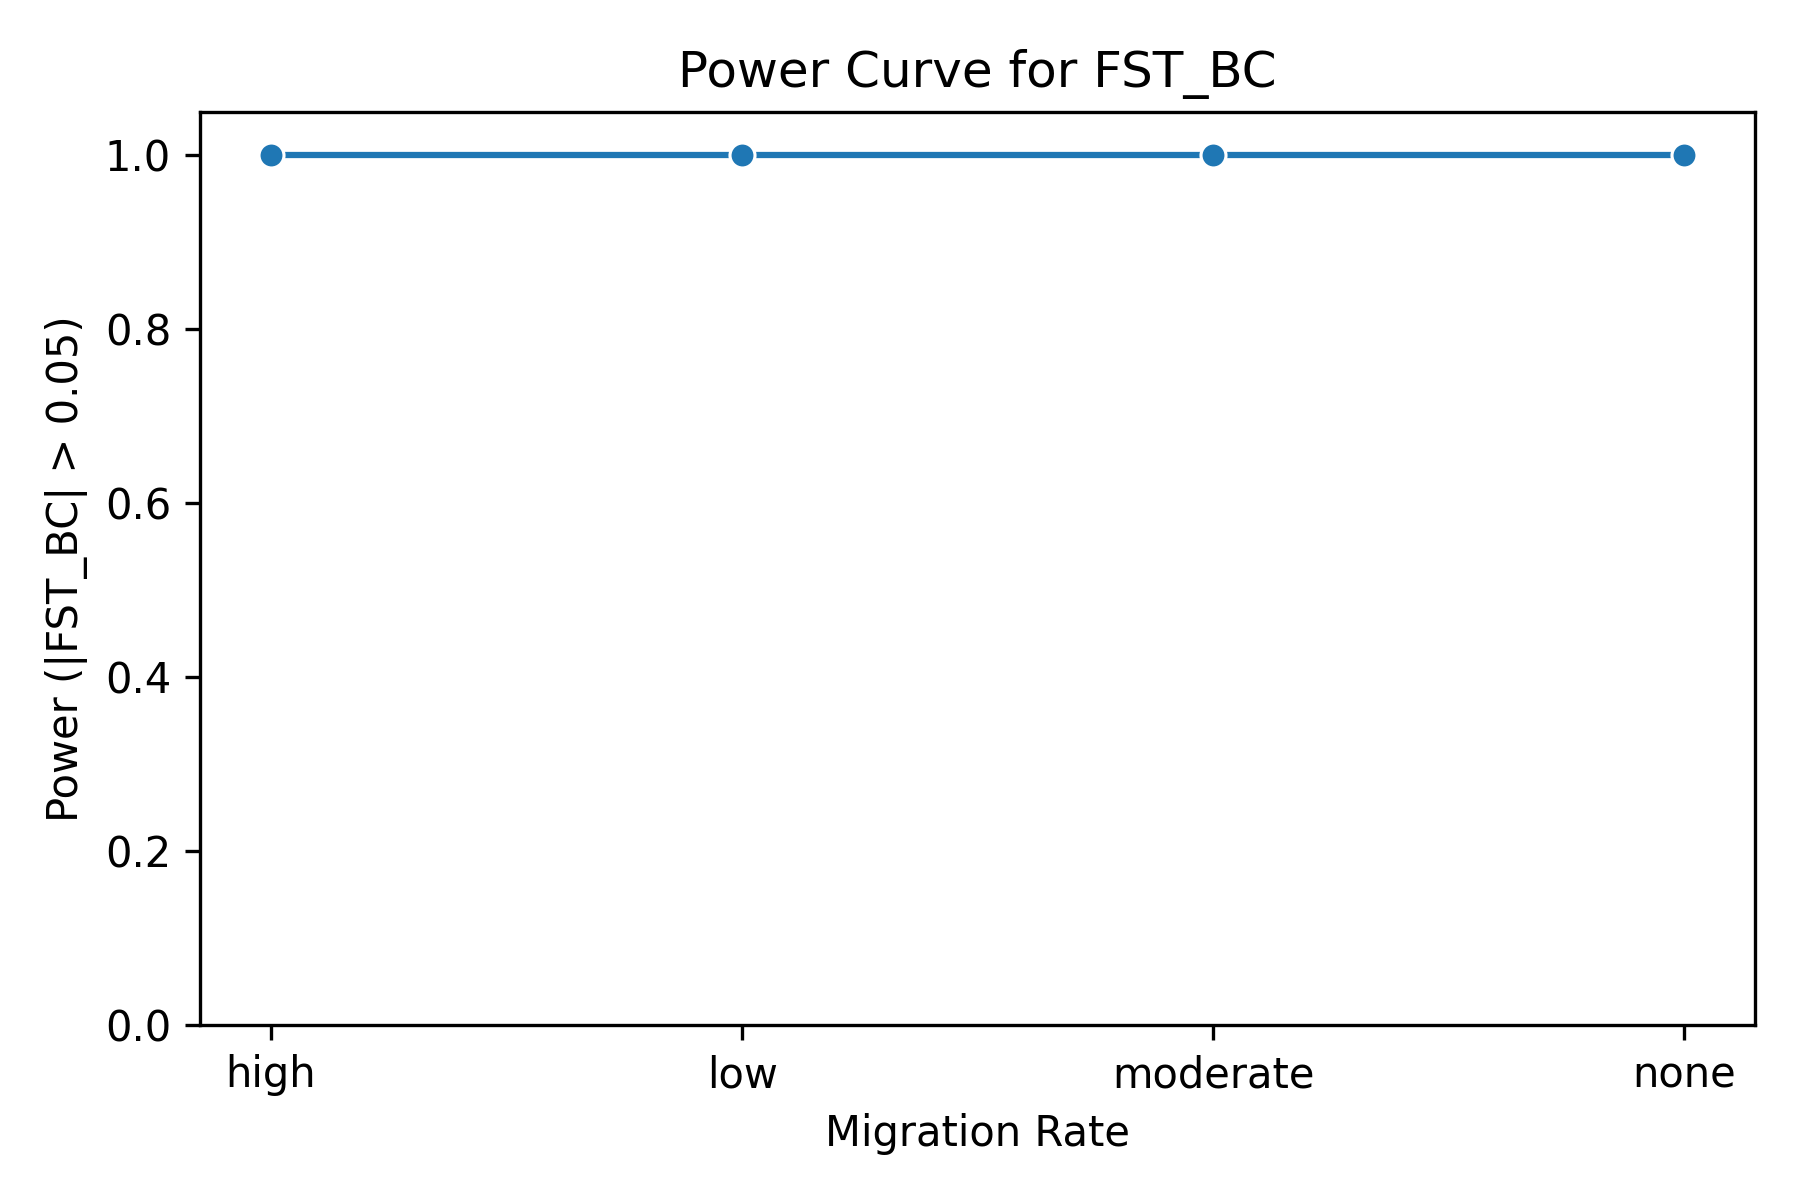 Power Curve for FST_BC
Power (|FST_BC| > 0.05)
1.0
0.8
0.6
0.4
0.2
0.0
high low moderate none
Migration Rate